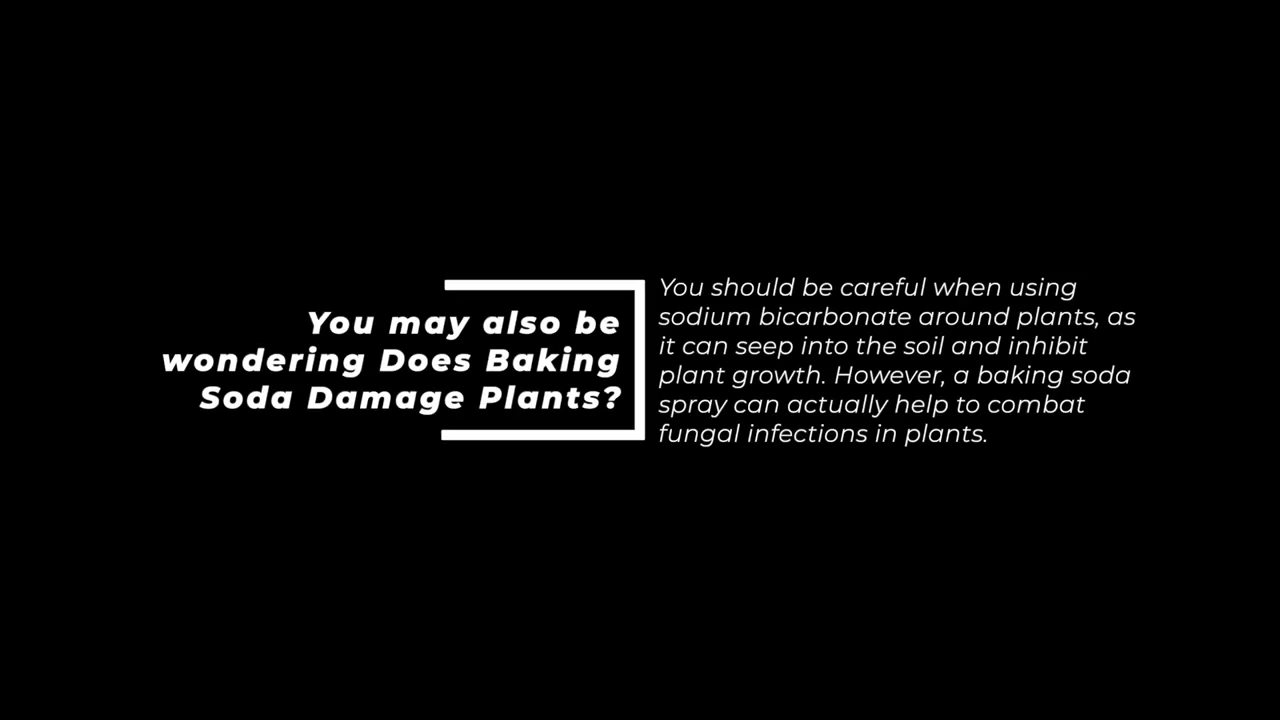 You may also be
wondering Does Baking
Soda Damage Plants?
You should be careful when using
sodium bicarbonate around plants, as
it can seep into the soil and inhibit
plant growth. However, a baking soda
spray can actually help to combat
fungal infections in plants.